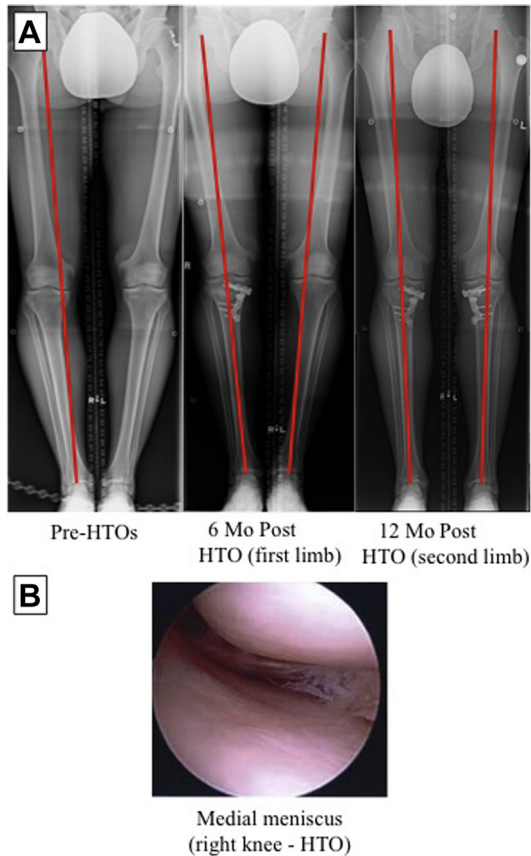 A
R L
R
R L
L
R L
Pre-HTOs
6 Mo Post
HTO (first limb)
12 Mo Post
HTO (second limb)
B
Medial meniscus
(right knee - HTO)